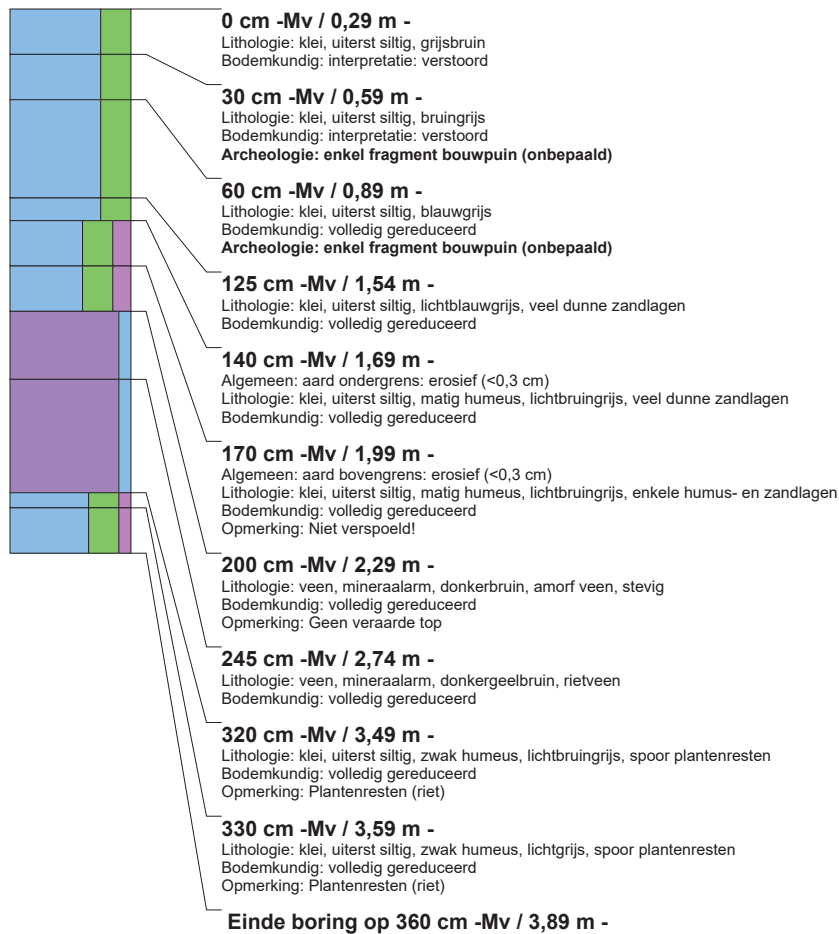 0 cm -Mv / 0,29 m -
Lithologie: klei, uiterst siltig, grijsbruin
Bodemkundig: interpretatie: verstoord
30 cm -Mv / 0,59 m -
Lithologie: klei, uiterst siltig, bruingrijs
Bodemkundig: interpretatie: verstoord
Archeologie: enkel fragment bouwpuin (onbepaald)
60 cm -Mv / 0,89 m -
Lithologie: klei, uiterst siltig, blauwgrijs
Bodemkundig: volledig gereduceerd
Archeologie: enkel fragment bouwpuin (onbepaald)
125 cm -Mv / 1,54 m -
Lithologie: klei, uiterst siltig, lichtblauwgrijs, veel dunne zandlagen
Bodemkundig: volledig gereduceerd
140 cm -Mv / 1,69 m -
Algemeen: aard ondergrens: erosief (<0,3 cm)
Lithologie: klei, uiterst siltig, matig humeus, lichtbruingrijs, veel dunne zandlagen
Bodemkundig: volledig gereduceerd
170 cm -Mv / 1,99 m -
Algemeen: aard bovengrens: erosief (<0,3 cm)
Lithologie: klei, uiterst siltig, matig humeus, lichtbruingrijs, enkele humus- en zandlagen
Bodemkundig: volledig gereduceerd
Opmerking: Niet verspoeld!
200 cm -Mv / 2,29 m -
Lithologie: veen, mineraalarm, donkerbruin, amorf veen, stevig
Bodemkundig: volledig gereduceerd
Opmerking: Geen veraarde top
245 cm -Mv / 2,74 m -
Lithologie: veen, mineraalarm, donkergeelbruin, rietveen
Bodemkundig: volledig gereduceerd
320 cm -Mv / 3,49 m -
Lithologie: klei, uiterst siltig, zwak humeus, lichtbruingrijs, spoor plantenresten
Bodemkundig: volledig gereduceerd
Opmerking: Plantenresten (riet)
330 cm -Mv / 3,59 m -
Lithologie: klei, uiterst siltig, zwak humeus, lichtgrijs, spoor plantenresten
Bodemkundig: volledig gereduceerd
Opmerking: Plantenresten (riet)
Einde boring op 360 cm -Mv / 3,89 m -